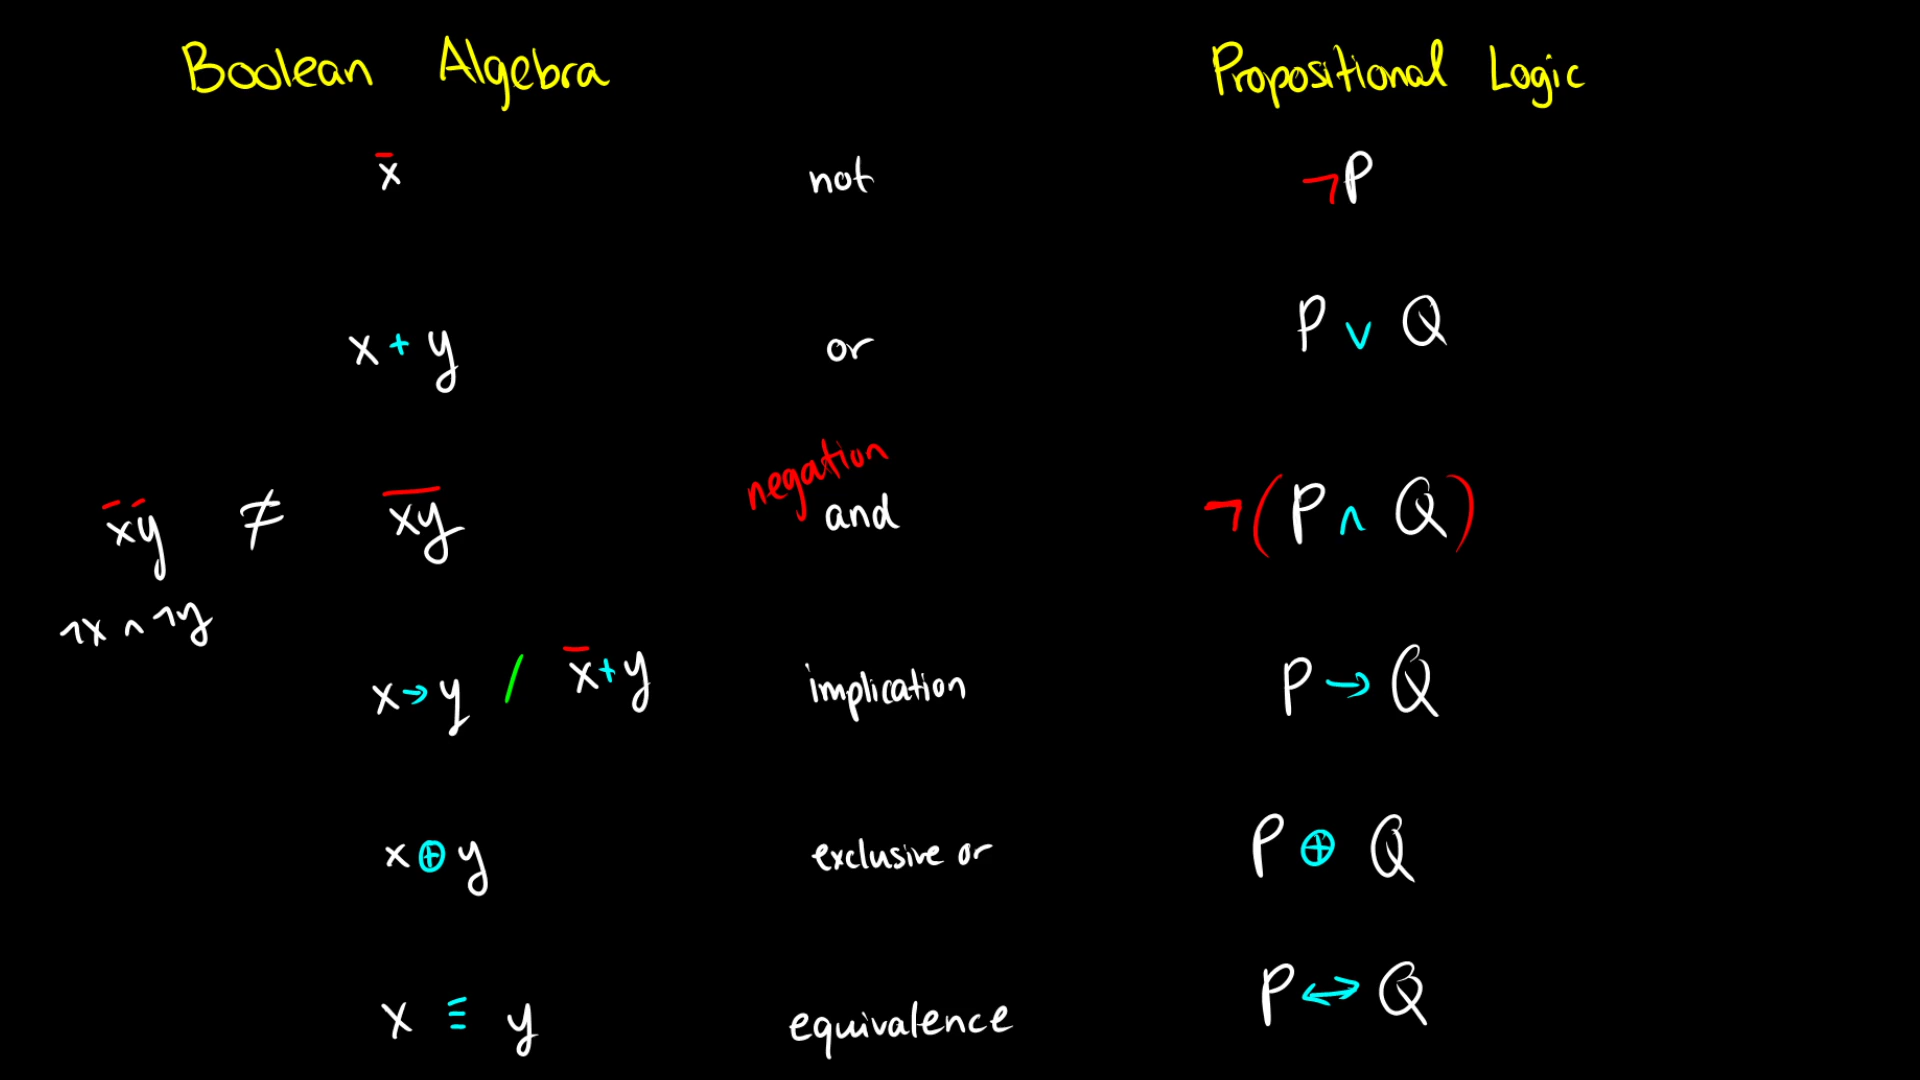 Boolean Algebra Propositional Logic
x̄ not ¬P
x + y or P ∨ Q
negation
x̄ȳ ≠ x̅y̅ and ¬(P ∧ Q)
¬x ∧ ¬y
x → y / x̄ + y implication P → Q
x ⊕ y exclusive or P ⊕ Q
x ≡ y equivalence P ↔ Q